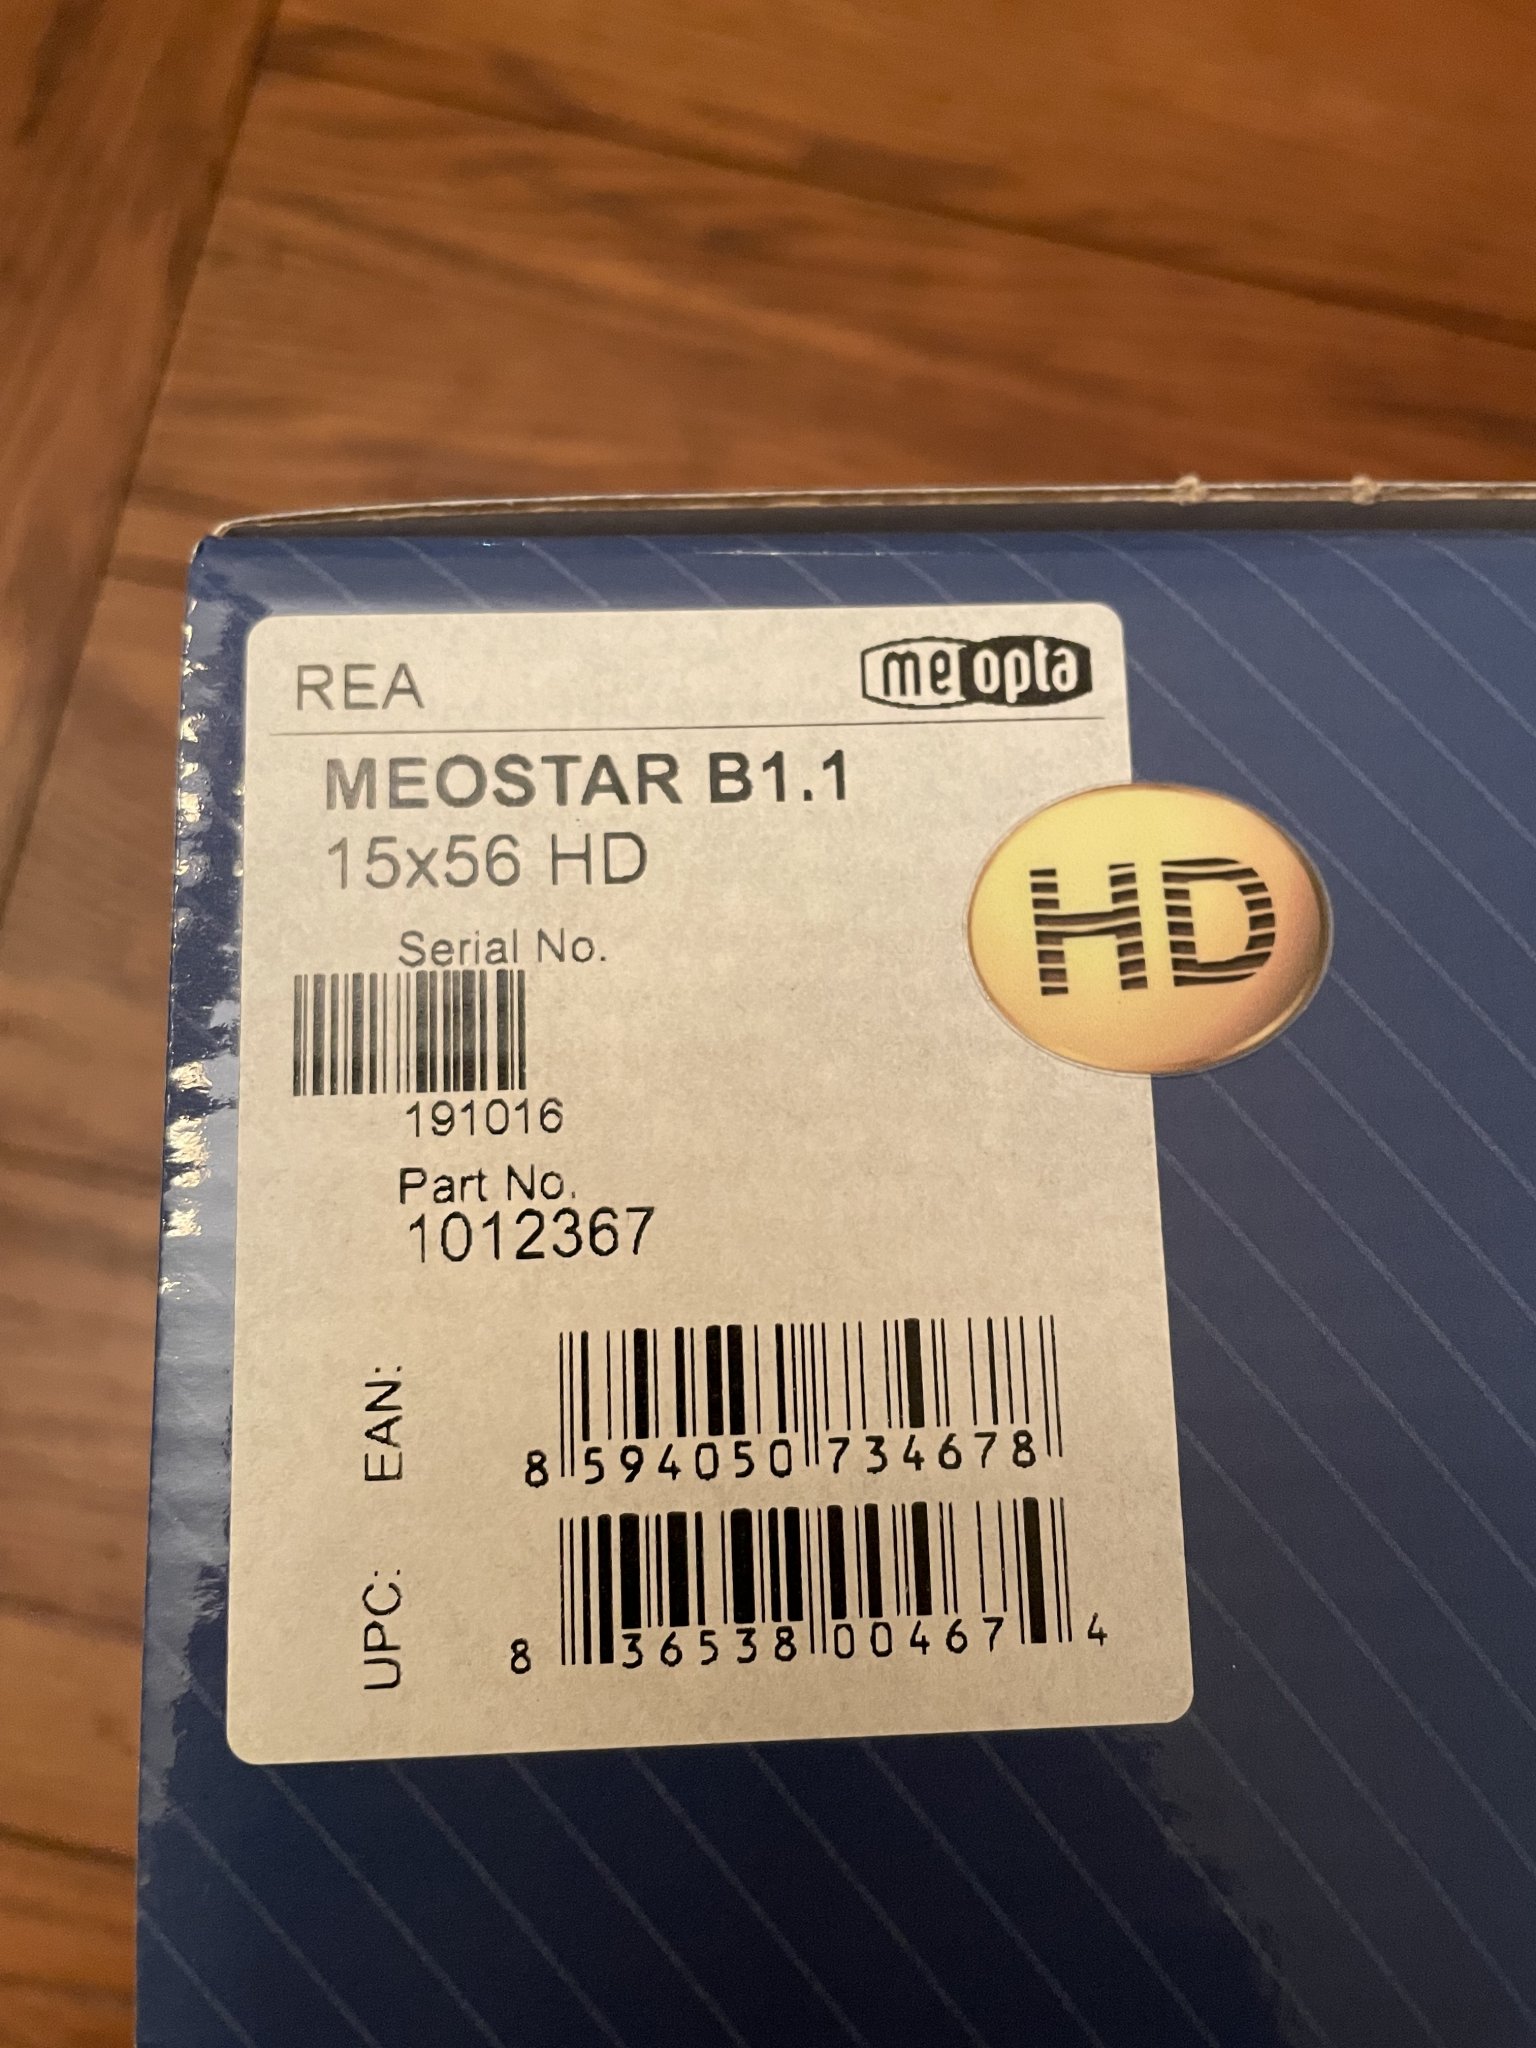 REA
meopta
MEOSTAR B1.1
15x56 HD
HD
Serial No.
191016
Part No.
1012367
EAN:
8 594050 734678
UPC:
8 36538 00467 4